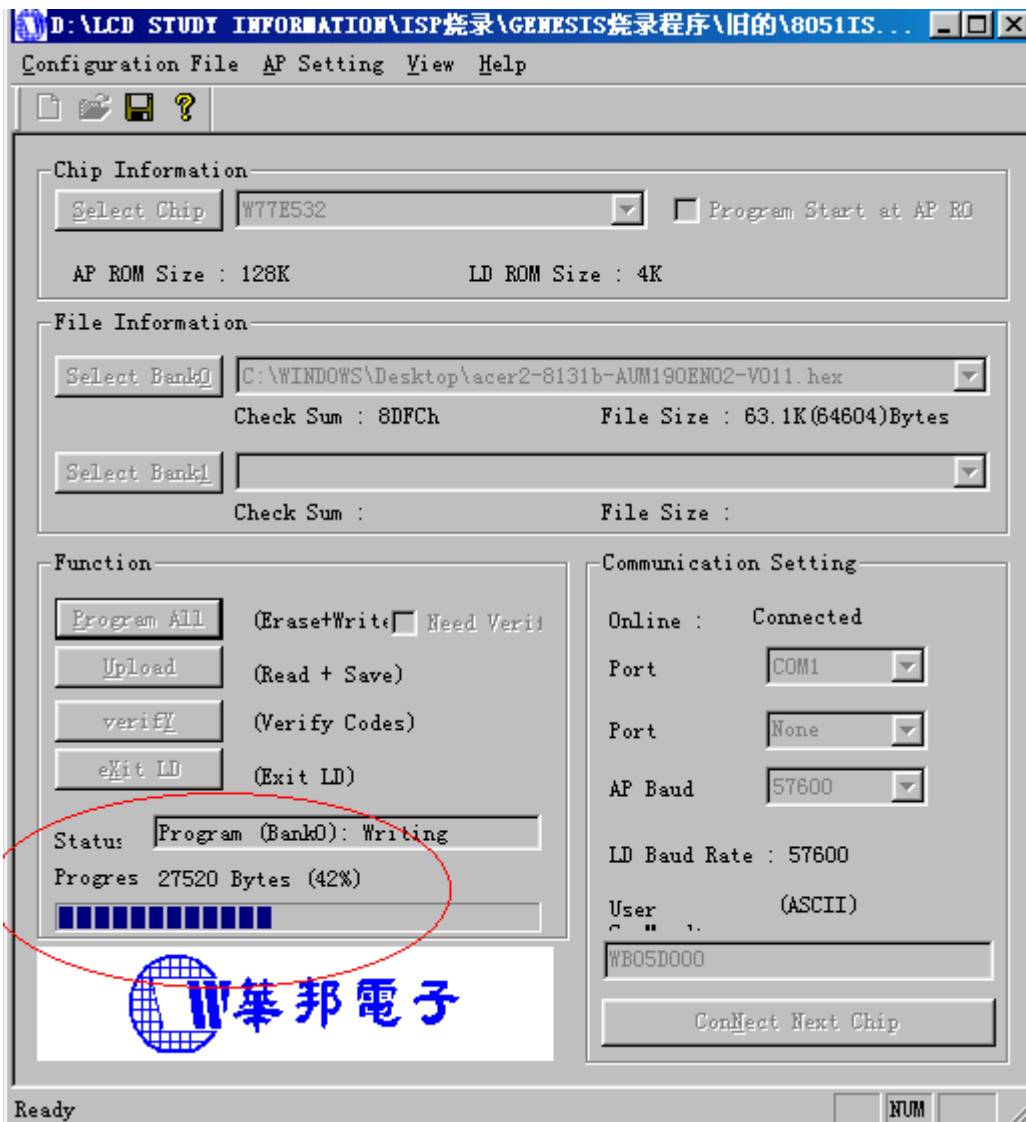 D:\LCD STUDY INFORMATION\ISP烧录\GENESIS烧录程序\旧的\8051IS...
Configuration File AP Setting View Help
Chip Information
Select Chip W77E532 Program Start at AP RO
AP ROM Size : 128K LD ROM Size : 4K
File Information
Select Bank0 C:\WINDOWS\Desktop\acer2-8131b-AUM190EN02-V011.hex
Check Sum : 8DFCh File Size : 63.1K(64604)Bytes
Select Bank1
Check Sum : File Size :
Function
Program All (Erase+Write Need Verif
Upload (Read + Save)
verifY (Verify Codes)
eXit LD (Exit LD)
Status Program (Bank0): Writing
Progres 27520 Bytes (42%)
華邦電子
Communication Setting
Online : Connected
Port COM1
Port None
AP Baud 57600
LD Baud Rate : 57600
User (ASCII)
WB05D000
ConNect Next Chip
Ready NUM